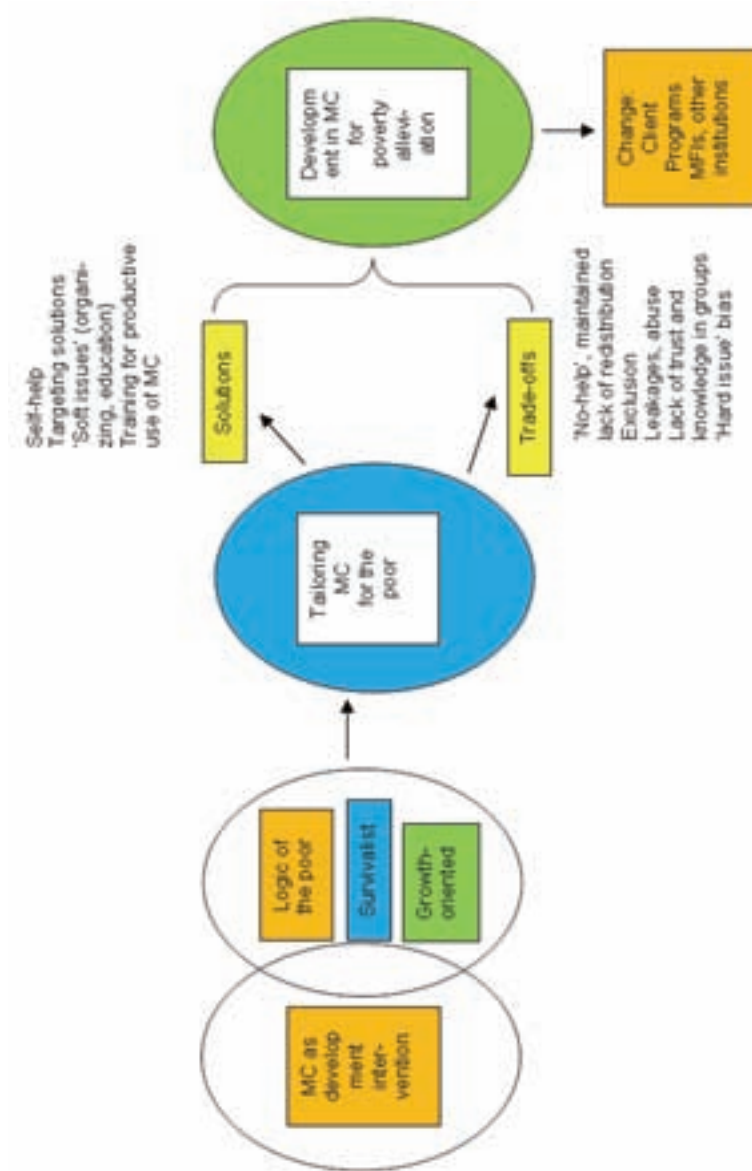 MC as
develop
ment
inter-
vention
Logic of
the poor
Survivalist
Growth-
oriented
Tailoring
MC
for the
poor
Self-help
Targeting solutions
'Soft issues' (organi-
zing, education)
Training for productive
use of MC
Solutions
Trade-offs
'No-help', maintained
lack of redistribution
Exclusion
Leakages, abuse
Lack of trust and
knowledge in groups
'Hard issue' bias
Developm
ent in MC
for
poverty
allevi-
ation
Change:
Client
Programs
MFIs, other
institutions